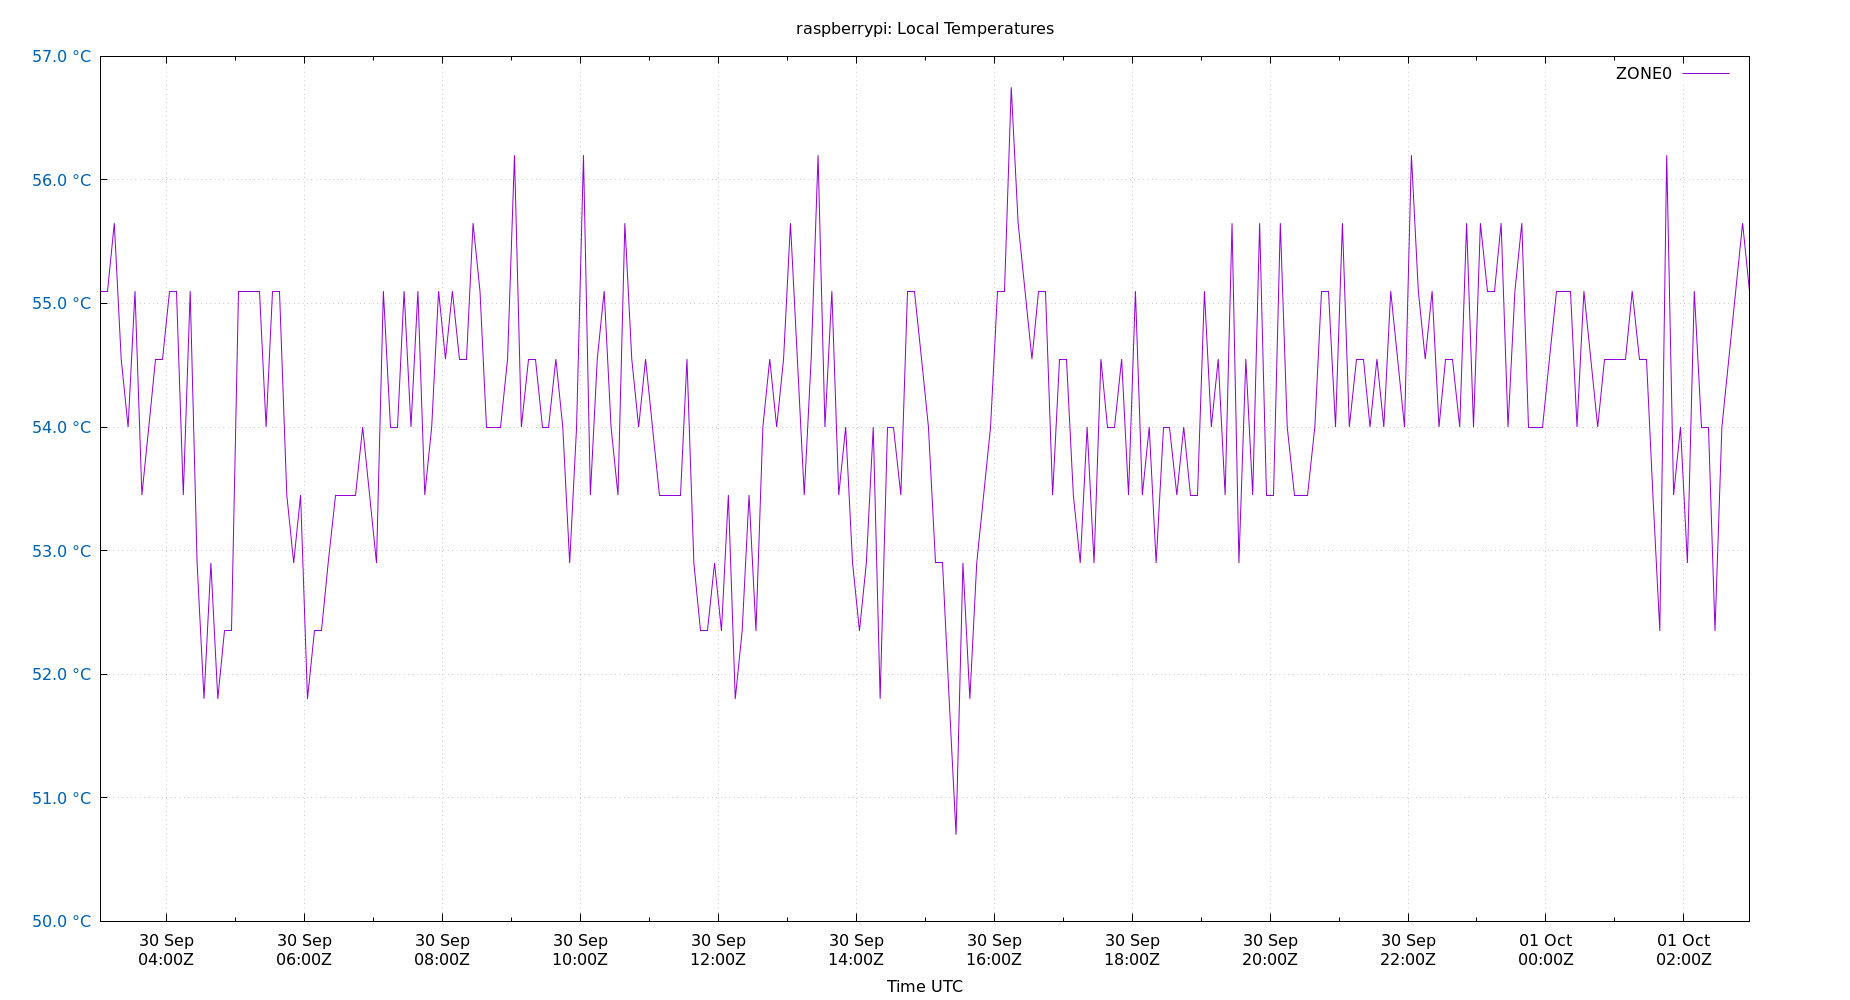 raspberrypi: Local Temperatures
57.0 °C
ZONE0
56.0 °C
55.0 °C
54.0 °C
53.0 °C
52.0 °C
51.0 °C
50.0 °C
30 Sep 30 Sep 30 Sep 30 Sep 30 Sep 30 Sep 30 Sep 30 Sep 30 Sep 30 Sep 01 Oct 01 Oct
04:00Z 06:00Z 08:00Z 10:00Z 12:00Z 14:00Z 16:00Z 18:00Z 20:00Z 22:00Z 00:00Z 02:00Z
Time UTC